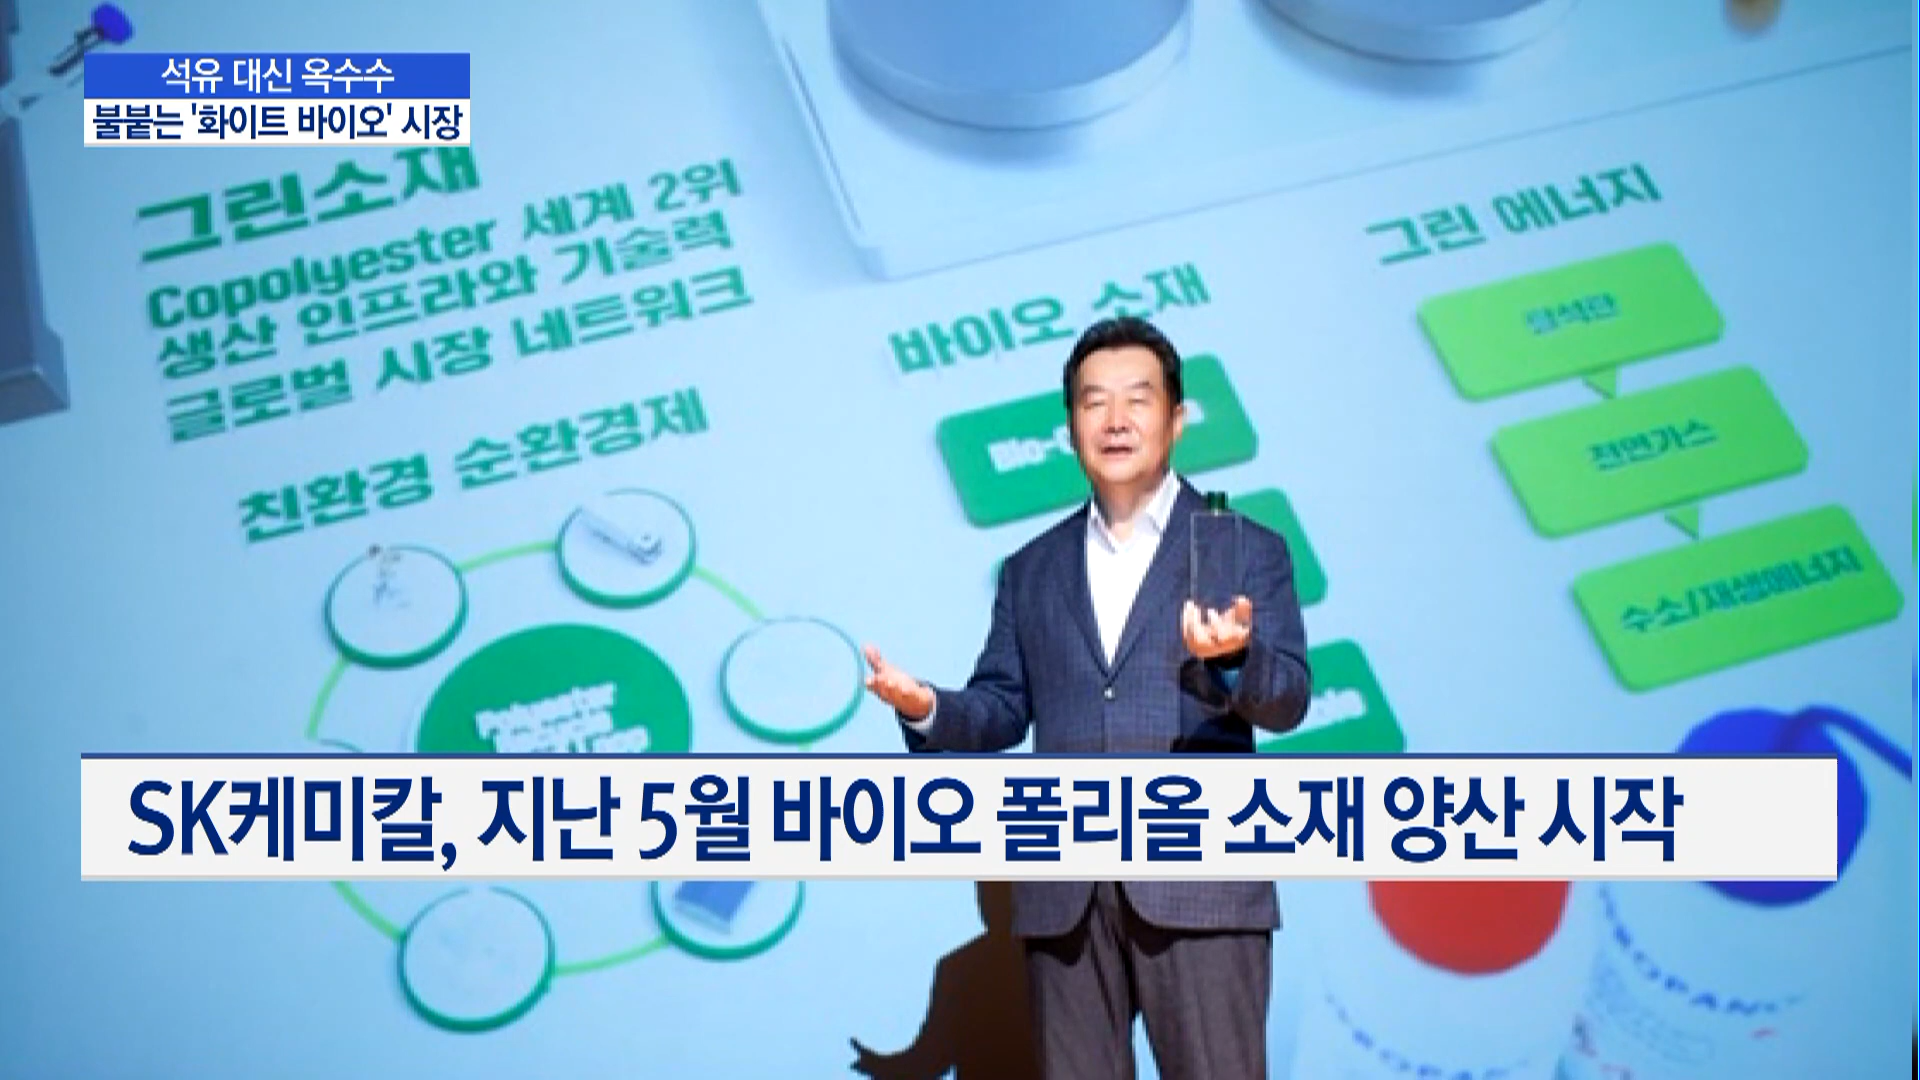 석유 대신 옥수수
불붙는 '화이트 바이오' 시장
그린소재
Copolyester 세계 2위
생산 인프라와 기술력
글로벌 시장 네트워크
친환경 순환경제
바이오 소재
그린 에너지
천연가스
수소/재생에너지
Polyester
SK케미칼, 지난 5월 바이오 폴리올 소재 양산 시작